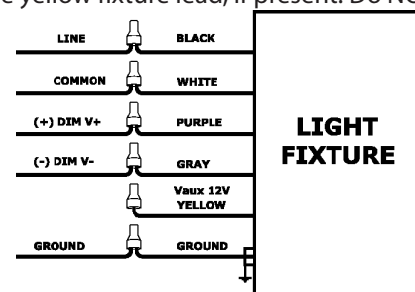 e yellow fixture lead, if present. Do NO
LINE BLACK
COMMON WHITE
(+) DIM V+ PURPLE
(-) DIM V- GRAY
Vaux 12V
YELLOW
GROUND GROUND
LIGHT
FIXTURE